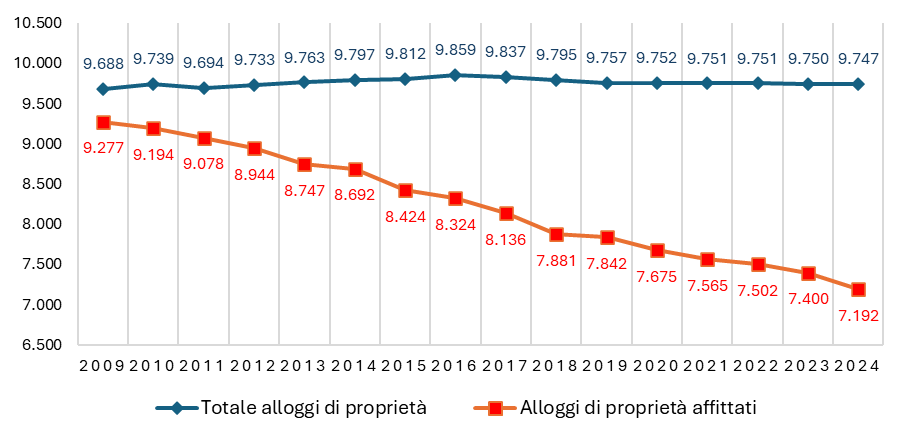 10.500
10.000
9.500
9.000
8.500
8.000
7.500
7.000
6.500
9.688 9.739 9.694 9.733 9.763 9.797 9.812 9.859 9.837 9.795 9.757 9.752 9.751 9.751 9.750 9.747
9.277 9.194 9.078 8.944 8.747 8.692 8.424 8.324 8.136 7.881 7.842 7.675 7.565 7.502 7.400 7.192
2009 2010 2011 2012 2013 2014 2015 2016 2017 2018 2019 2020 2021 2022 2023 2024
Totale alloggi di proprietà Alloggi di proprietà affittati